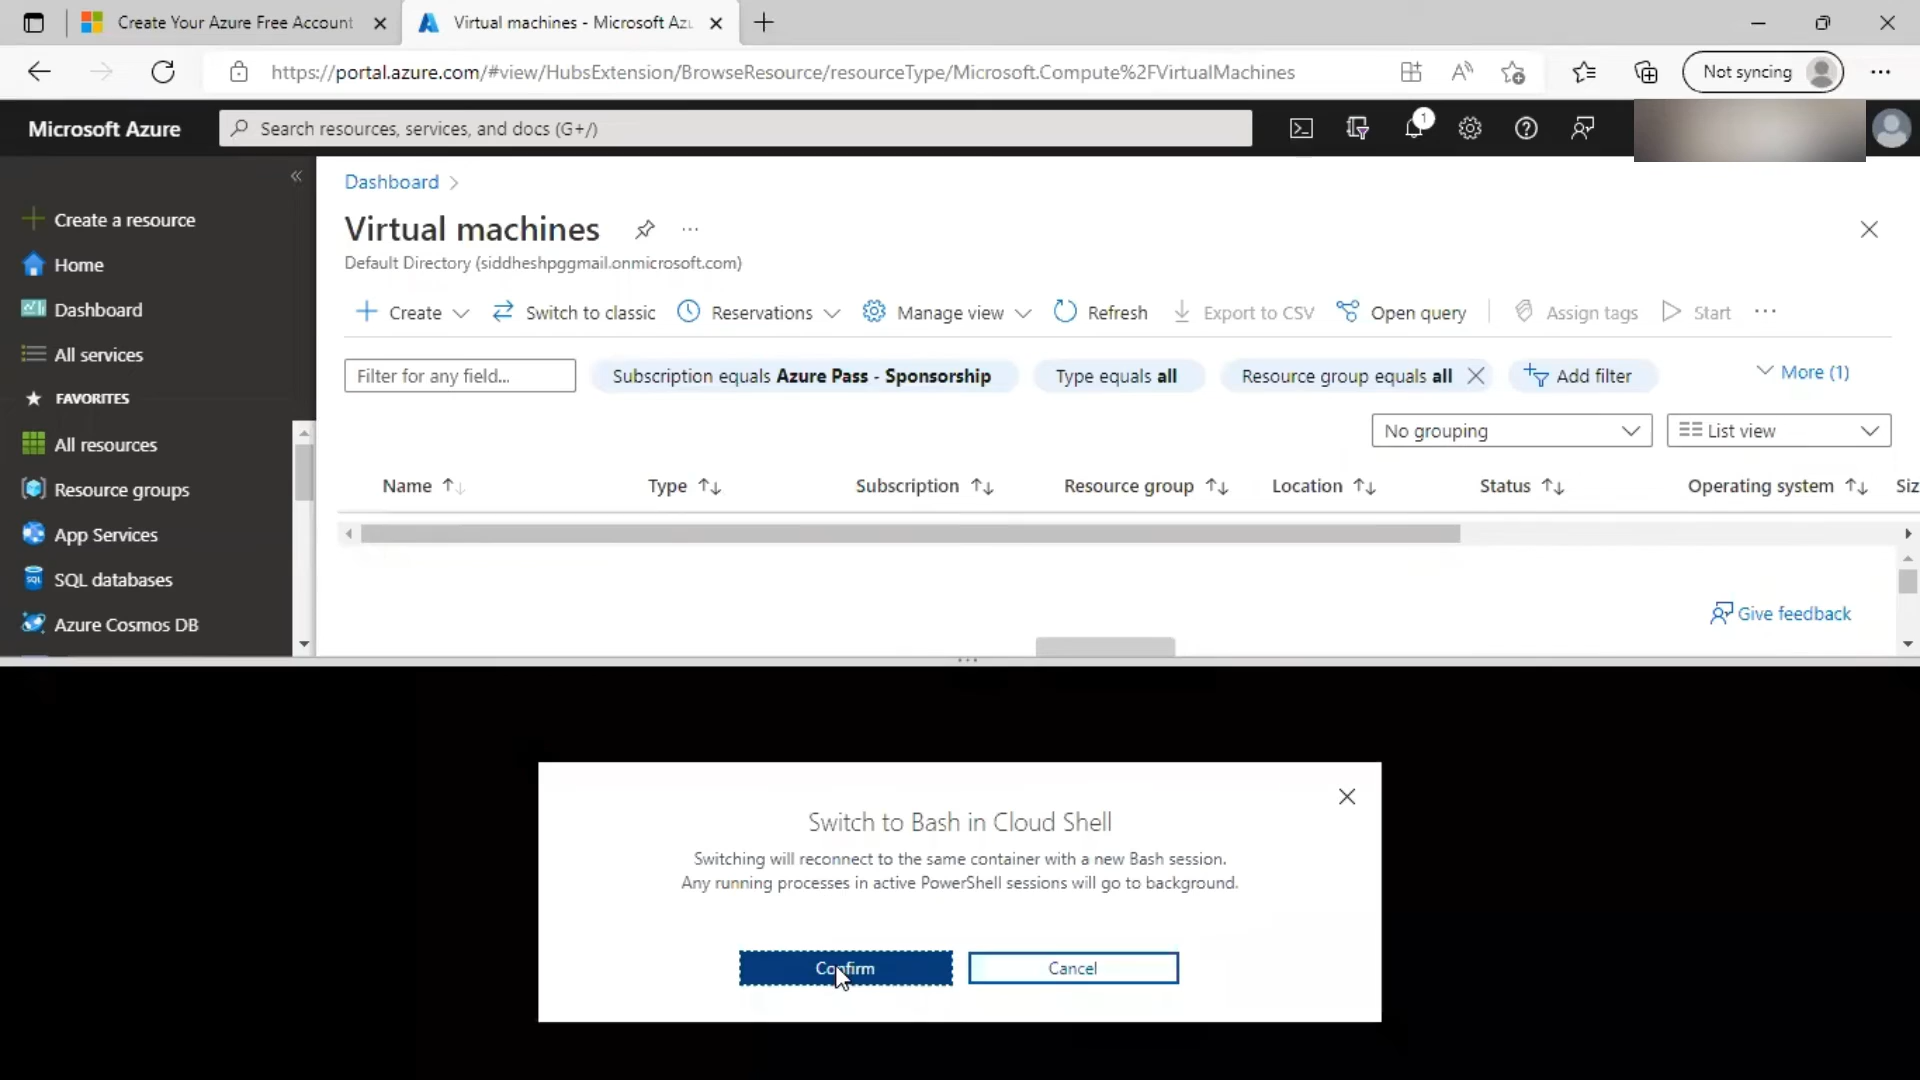 Create Your Azure Free Account
Virtual machines - Microsoft Az
https://portal.azure.com/#view/HubsExtension/BrowseResource/resourceType/Microsoft.Compute%2FVirtualMachines
Not syncing
Microsoft Azure
Search resources, services, and docs (G+/)
1
Create a resource
Home
Dashboard
All services
FAVORITES
All resources
Resource groups
App Services
SQL databases
Azure Cosmos DB
Dashboard >
Virtual machines
Default Directory (siddheshpggmail.onmicrosoft.com)
Create Switch to classic Reservations Manage view Refresh Export to CSV Open query Assign tags Start
Filter for any field... Subscription equals Azure Pass - Sponsorship Type equals all Resource group equals all Add filter More (1)
No grouping List view
Name Type Subscription Resource group Location Status Operating system Siz
Give feedback
Switch to Bash in Cloud Shell
Switching will reconnect to the same container with a new Bash session.
Any running processes in active PowerShell sessions will go to background.
Confirm Cancel